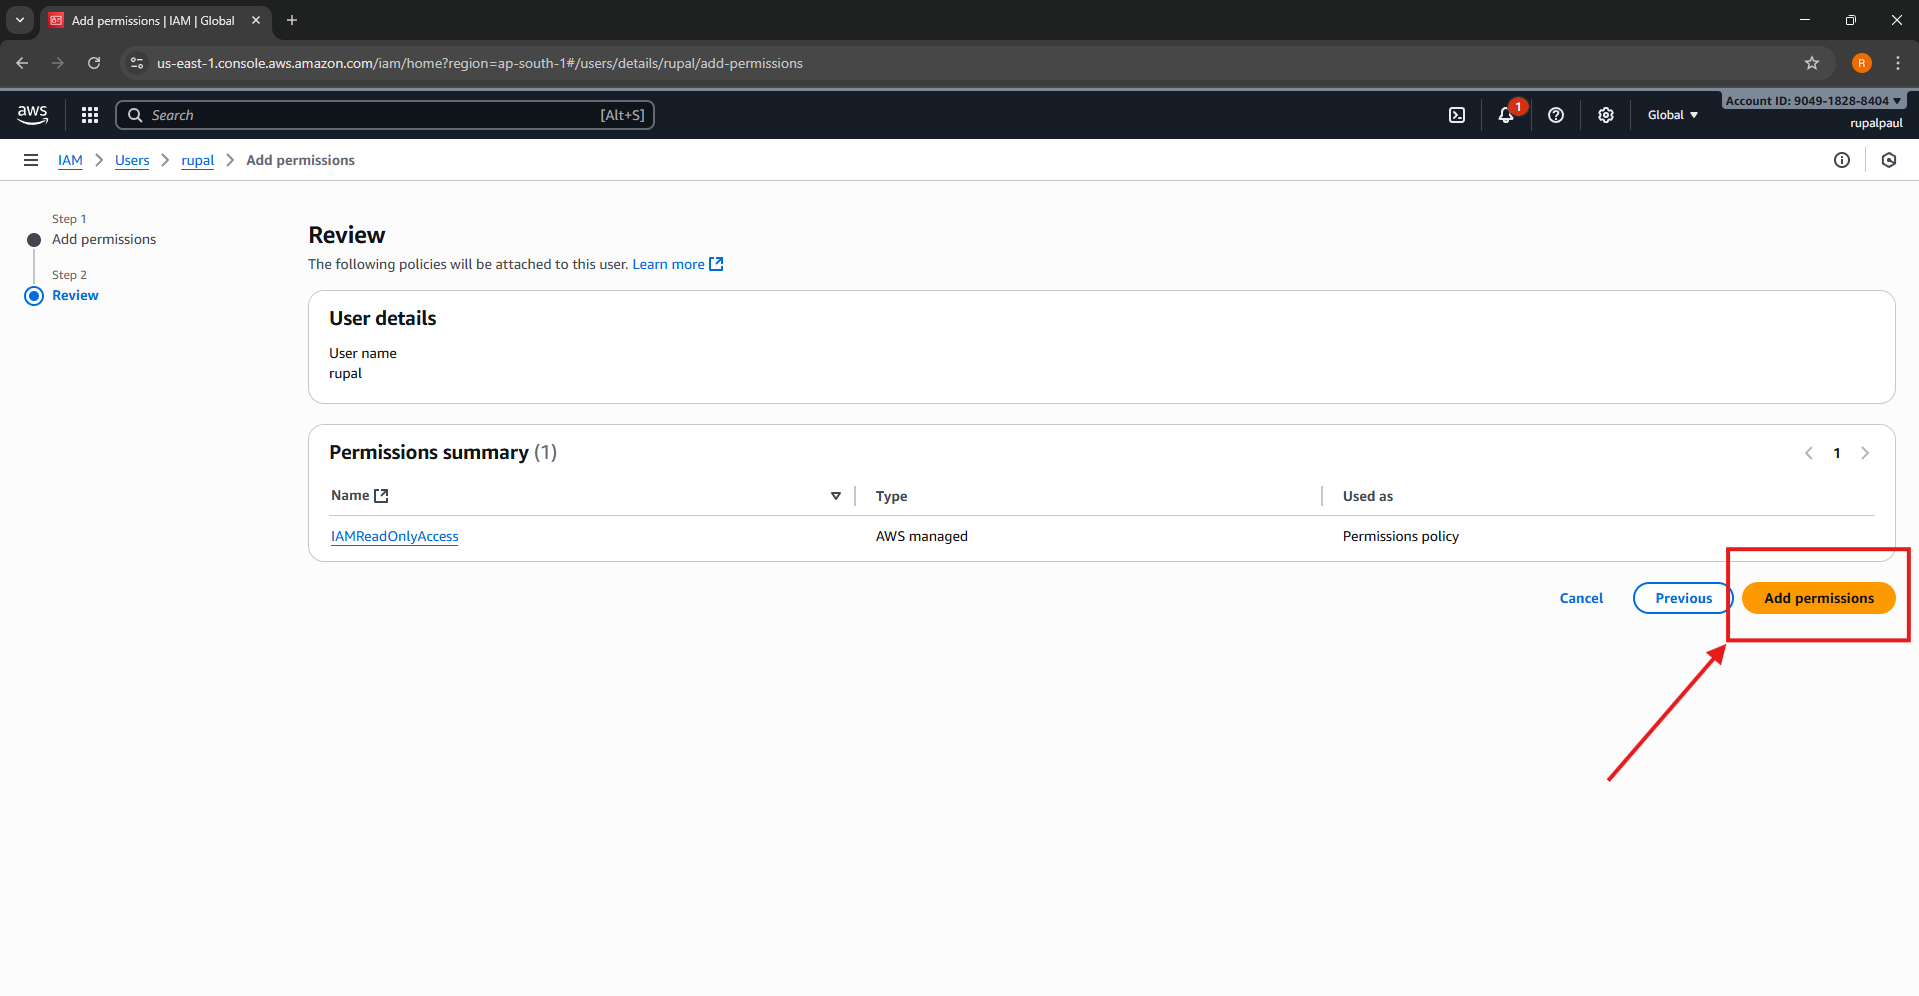 Add permissions | IAM | Global
us-east-1.console.aws.amazon.com/iam/home?region=ap-south-1#/users/details/rupal/add-permissions
R
aws
Search
[Alt+S]
1
Global
Account ID: 9049-1828-8404
rupalpaul
IAM > Users > rupal > Add permissions
Step 1
Add permissions
Step 2
Review
Review
The following policies will be attached to this user. Learn more
User details
User name
rupal
Permissions summary (1)
1
Name Type Used as
IAMReadOnlyAccess AWS managed Permissions policy
Cancel Previous Add permissions